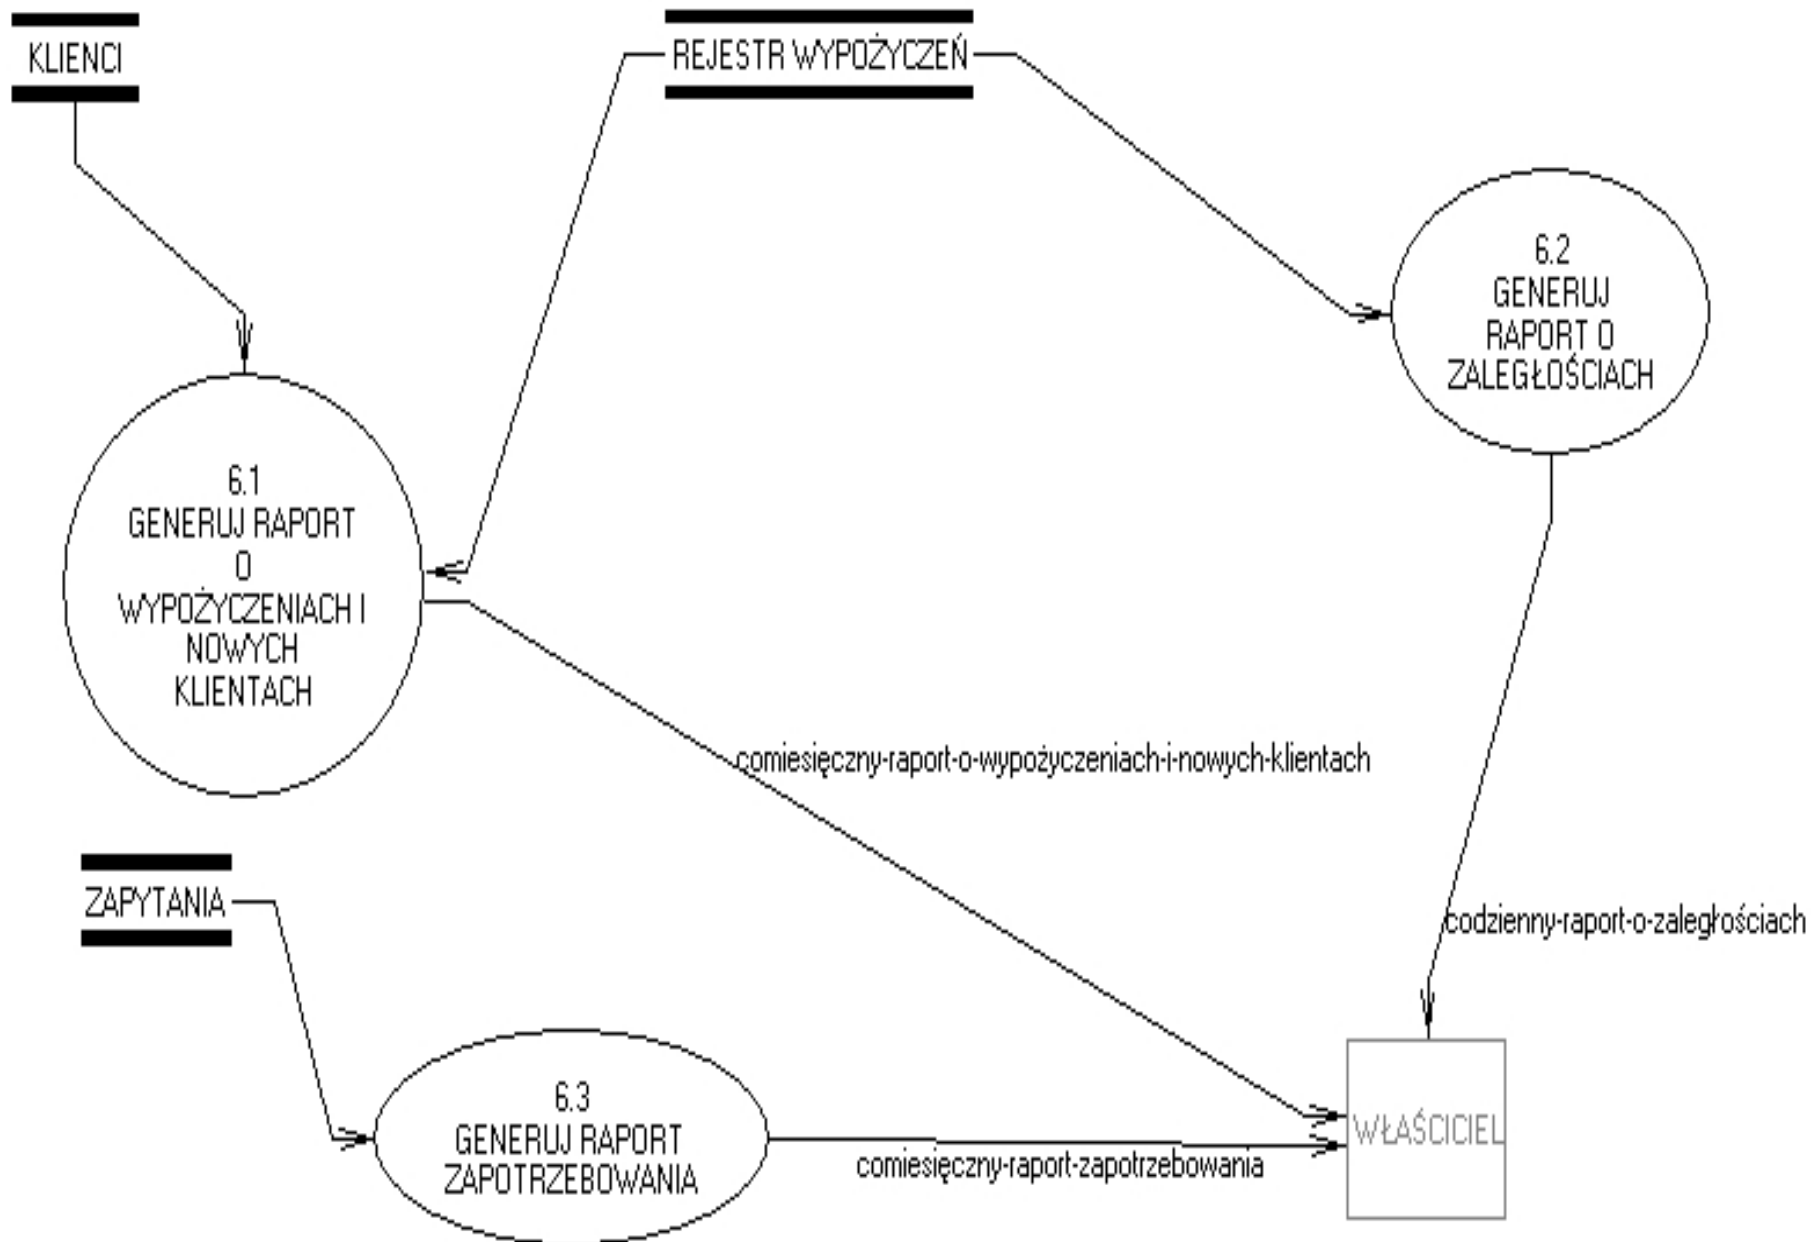 KLIENCI
REJESTR WYPOŻYCZEŃ
6.2
GENERUJ
RAPORT O
ZALEGŁOŚCIACH
6.1
GENERUJ RAPORT
O
WYPOŻYCZENIACH I
NOWYCH
KLIENTACH
comiesięczny-raport-o-wypożyczeniach-i-nowych-klientach
ZAPYTANIA
codzienny-raport-o-zaległościach
6.3
GENERUJ RAPORT
ZAPOTRZEBOWANIA
comiesięczny-raport-zapotrzebowania
WŁAŚCICIEL